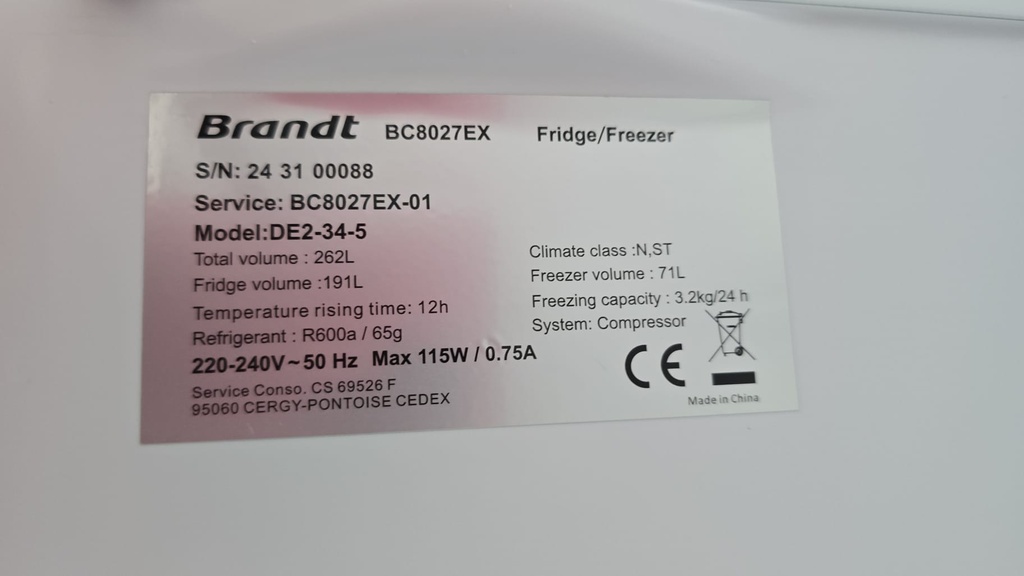 Brandt BC8027EX Fridge/Freezer
S/N: 24 31 00088
Service: BC8027EX-01
Model:DE2-34-5
Total volume : 262L
Fridge volume :191L
Temperature rising time: 12h
Refrigerant : R600a / 65g
220-240V~50 Hz Max 115W / 0.75A
Service Conso. CS 69526 F
95060 CERGY-PONTOISE CEDEX
Climate class :N,ST
Freezer volume : 71L
Freezing capacity : 3.2kg/24 h
System: Compressor
CE
Made in China